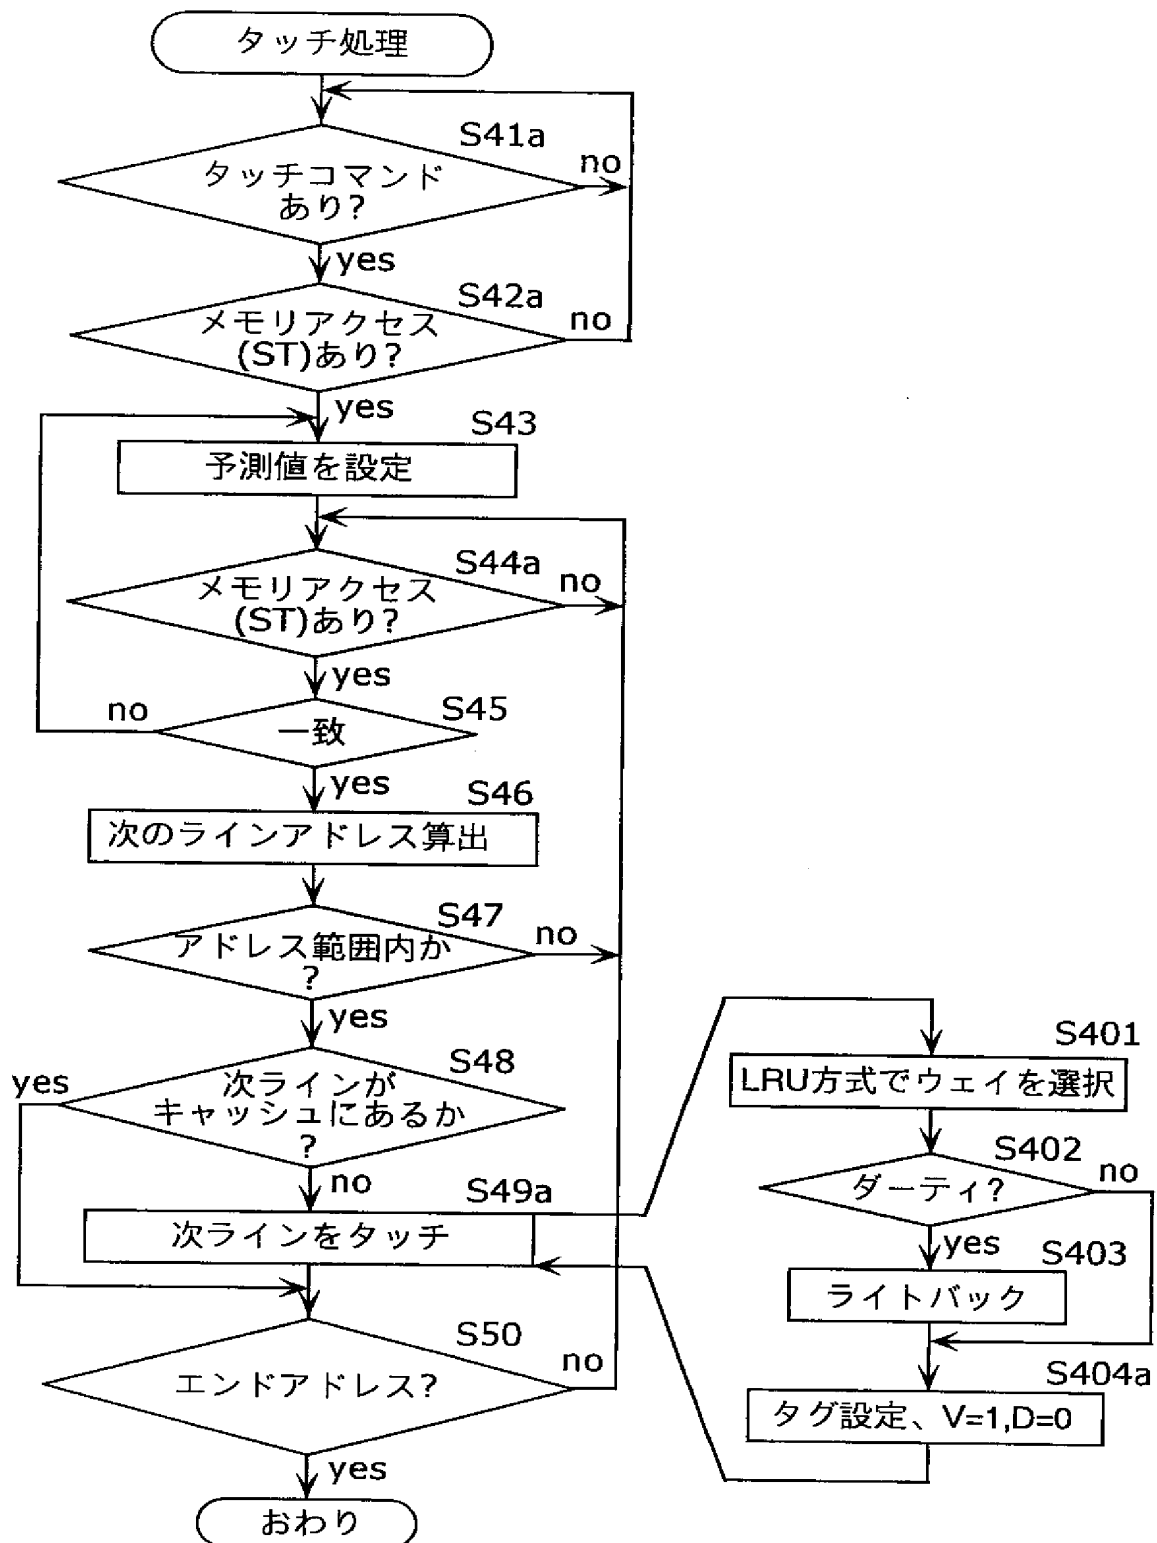 タッチ処理
S41a
タッチコマンド
あり?
no
yes
S42a
メモリアクセス
(ST)あり?
no
yes
S43
予測値を設定
S44a
メモリアクセス
(ST)あり?
no
yes
S45
一致
no
yes
S46
次のラインアドレス算出
S47
アドレス範囲内か
?
no
yes
S48
次ラインが
キャッシュにあるか
?
yes
no
S49a
次ラインをタッチ
S50
エンドアドレス?
no
yes
おわり
S401
LRU方式でウェイを選択
S402
ダーティ?
no
yes
S403
ライトバック
S404a
タグ設定、V=1,D=0